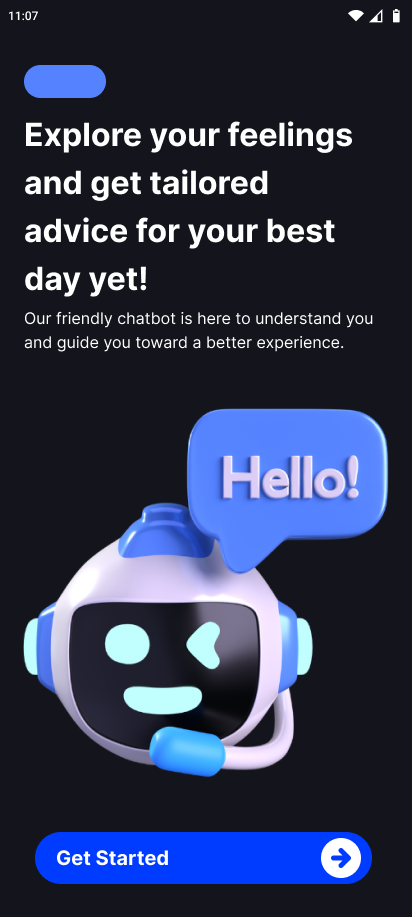 11:07
Explore your feelings
and get tailored
advice for your best
day yet!
Our friendly chatbot is here to understand you
and guide you toward a better experience.
Hello!
Get Started